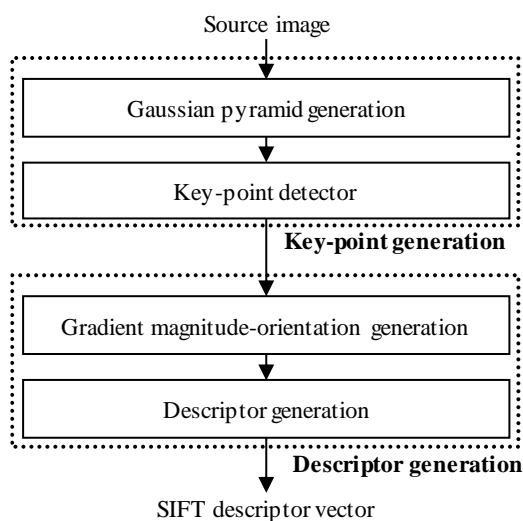 Source image
Gaussian pyramid generation
Key-point detector
Key-point generation
Gradient magnitude-orientation generation
Descriptor generation
Descriptor generation
SIFT descriptor vector